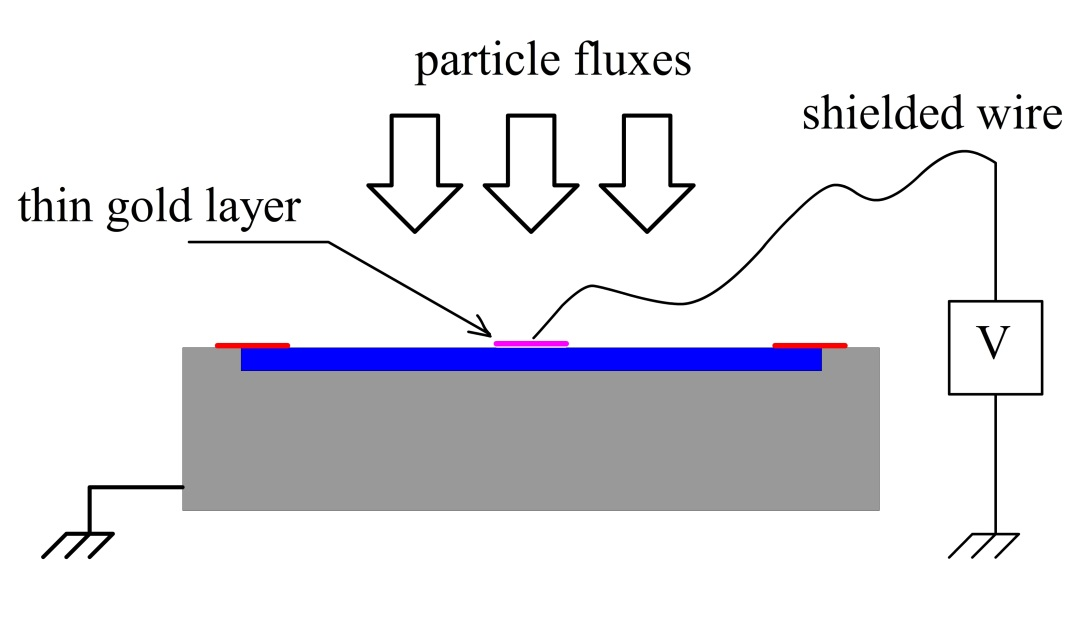 particle fluxes
shielded wire
thin gold layer
V